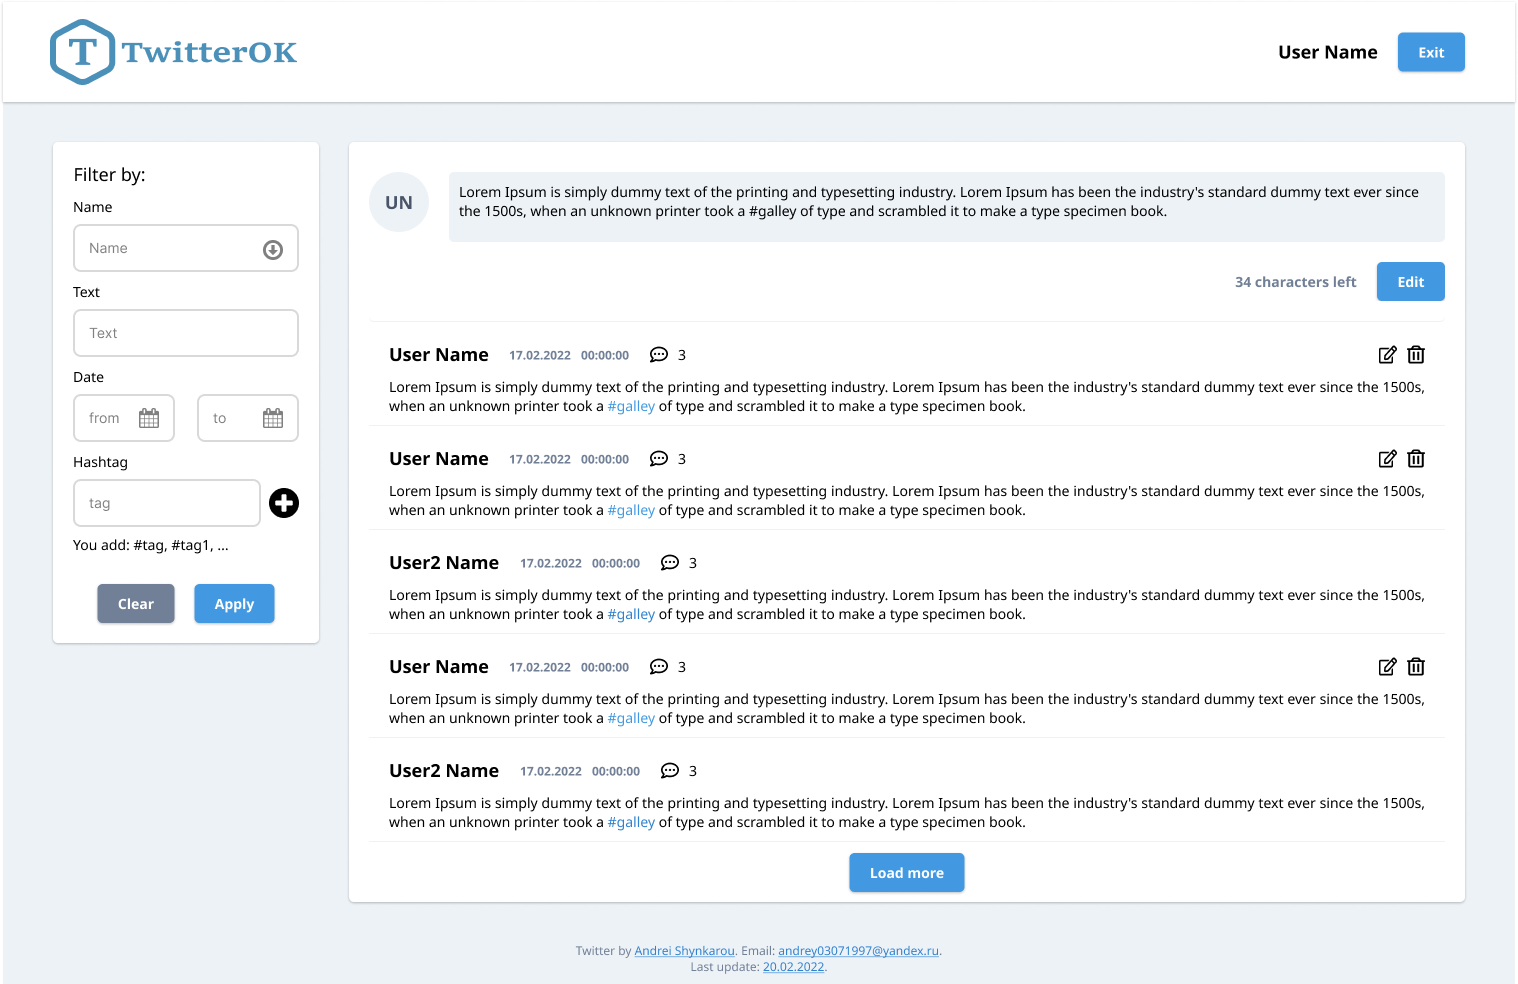 T TwitterOK
User Name
Exit
Filter by:
Name
Name
Text
Text
Date
from
to
Hashtag
tag
You add: #tag, #tag1, ...
Clear
Apply
UN
Lorem Ipsum is simply dummy text of the printing and typesetting industry. Lorem Ipsum has been the industry's standard dummy text ever since
the 1500s, when an unknown printer took a #galley of type and scrambled it to make a type specimen book.
34 characters left
Edit
User Name 17.02.2022 00:00:00 3
Lorem Ipsum is simply dummy text of the printing and typesetting industry. Lorem Ipsum has been the industry's standard dummy text ever since the 1500s,
when an unknown printer took a #galley of type and scrambled it to make a type specimen book.
User Name 17.02.2022 00:00:00 3
Lorem Ipsum is simply dummy text of the printing and typesetting industry. Lorem Ipsum has been the industry's standard dummy text ever since the 1500s,
when an unknown printer took a #galley of type and scrambled it to make a type specimen book.
User2 Name 17.02.2022 00:00:00 3
Lorem Ipsum is simply dummy text of the printing and typesetting industry. Lorem Ipsum has been the industry's standard dummy text ever since the 1500s,
when an unknown printer took a #galley of type and scrambled it to make a type specimen book.
User Name 17.02.2022 00:00:00 3
Lorem Ipsum is simply dummy text of the printing and typesetting industry. Lorem Ipsum has been the industry's standard dummy text ever since the 1500s,
when an unknown printer took a #galley of type and scrambled it to make a type specimen book.
User2 Name 17.02.2022 00:00:00 3
Lorem Ipsum is simply dummy text of the printing and typesetting industry. Lorem Ipsum has been the industry's standard dummy text ever since the 1500s,
when an unknown printer took a #galley of type and scrambled it to make a type specimen book.
Load more
Twitter by Andrei Shynkarou. Email: andrey03071997@yandex.ru.
Last update: 20.02.2022.